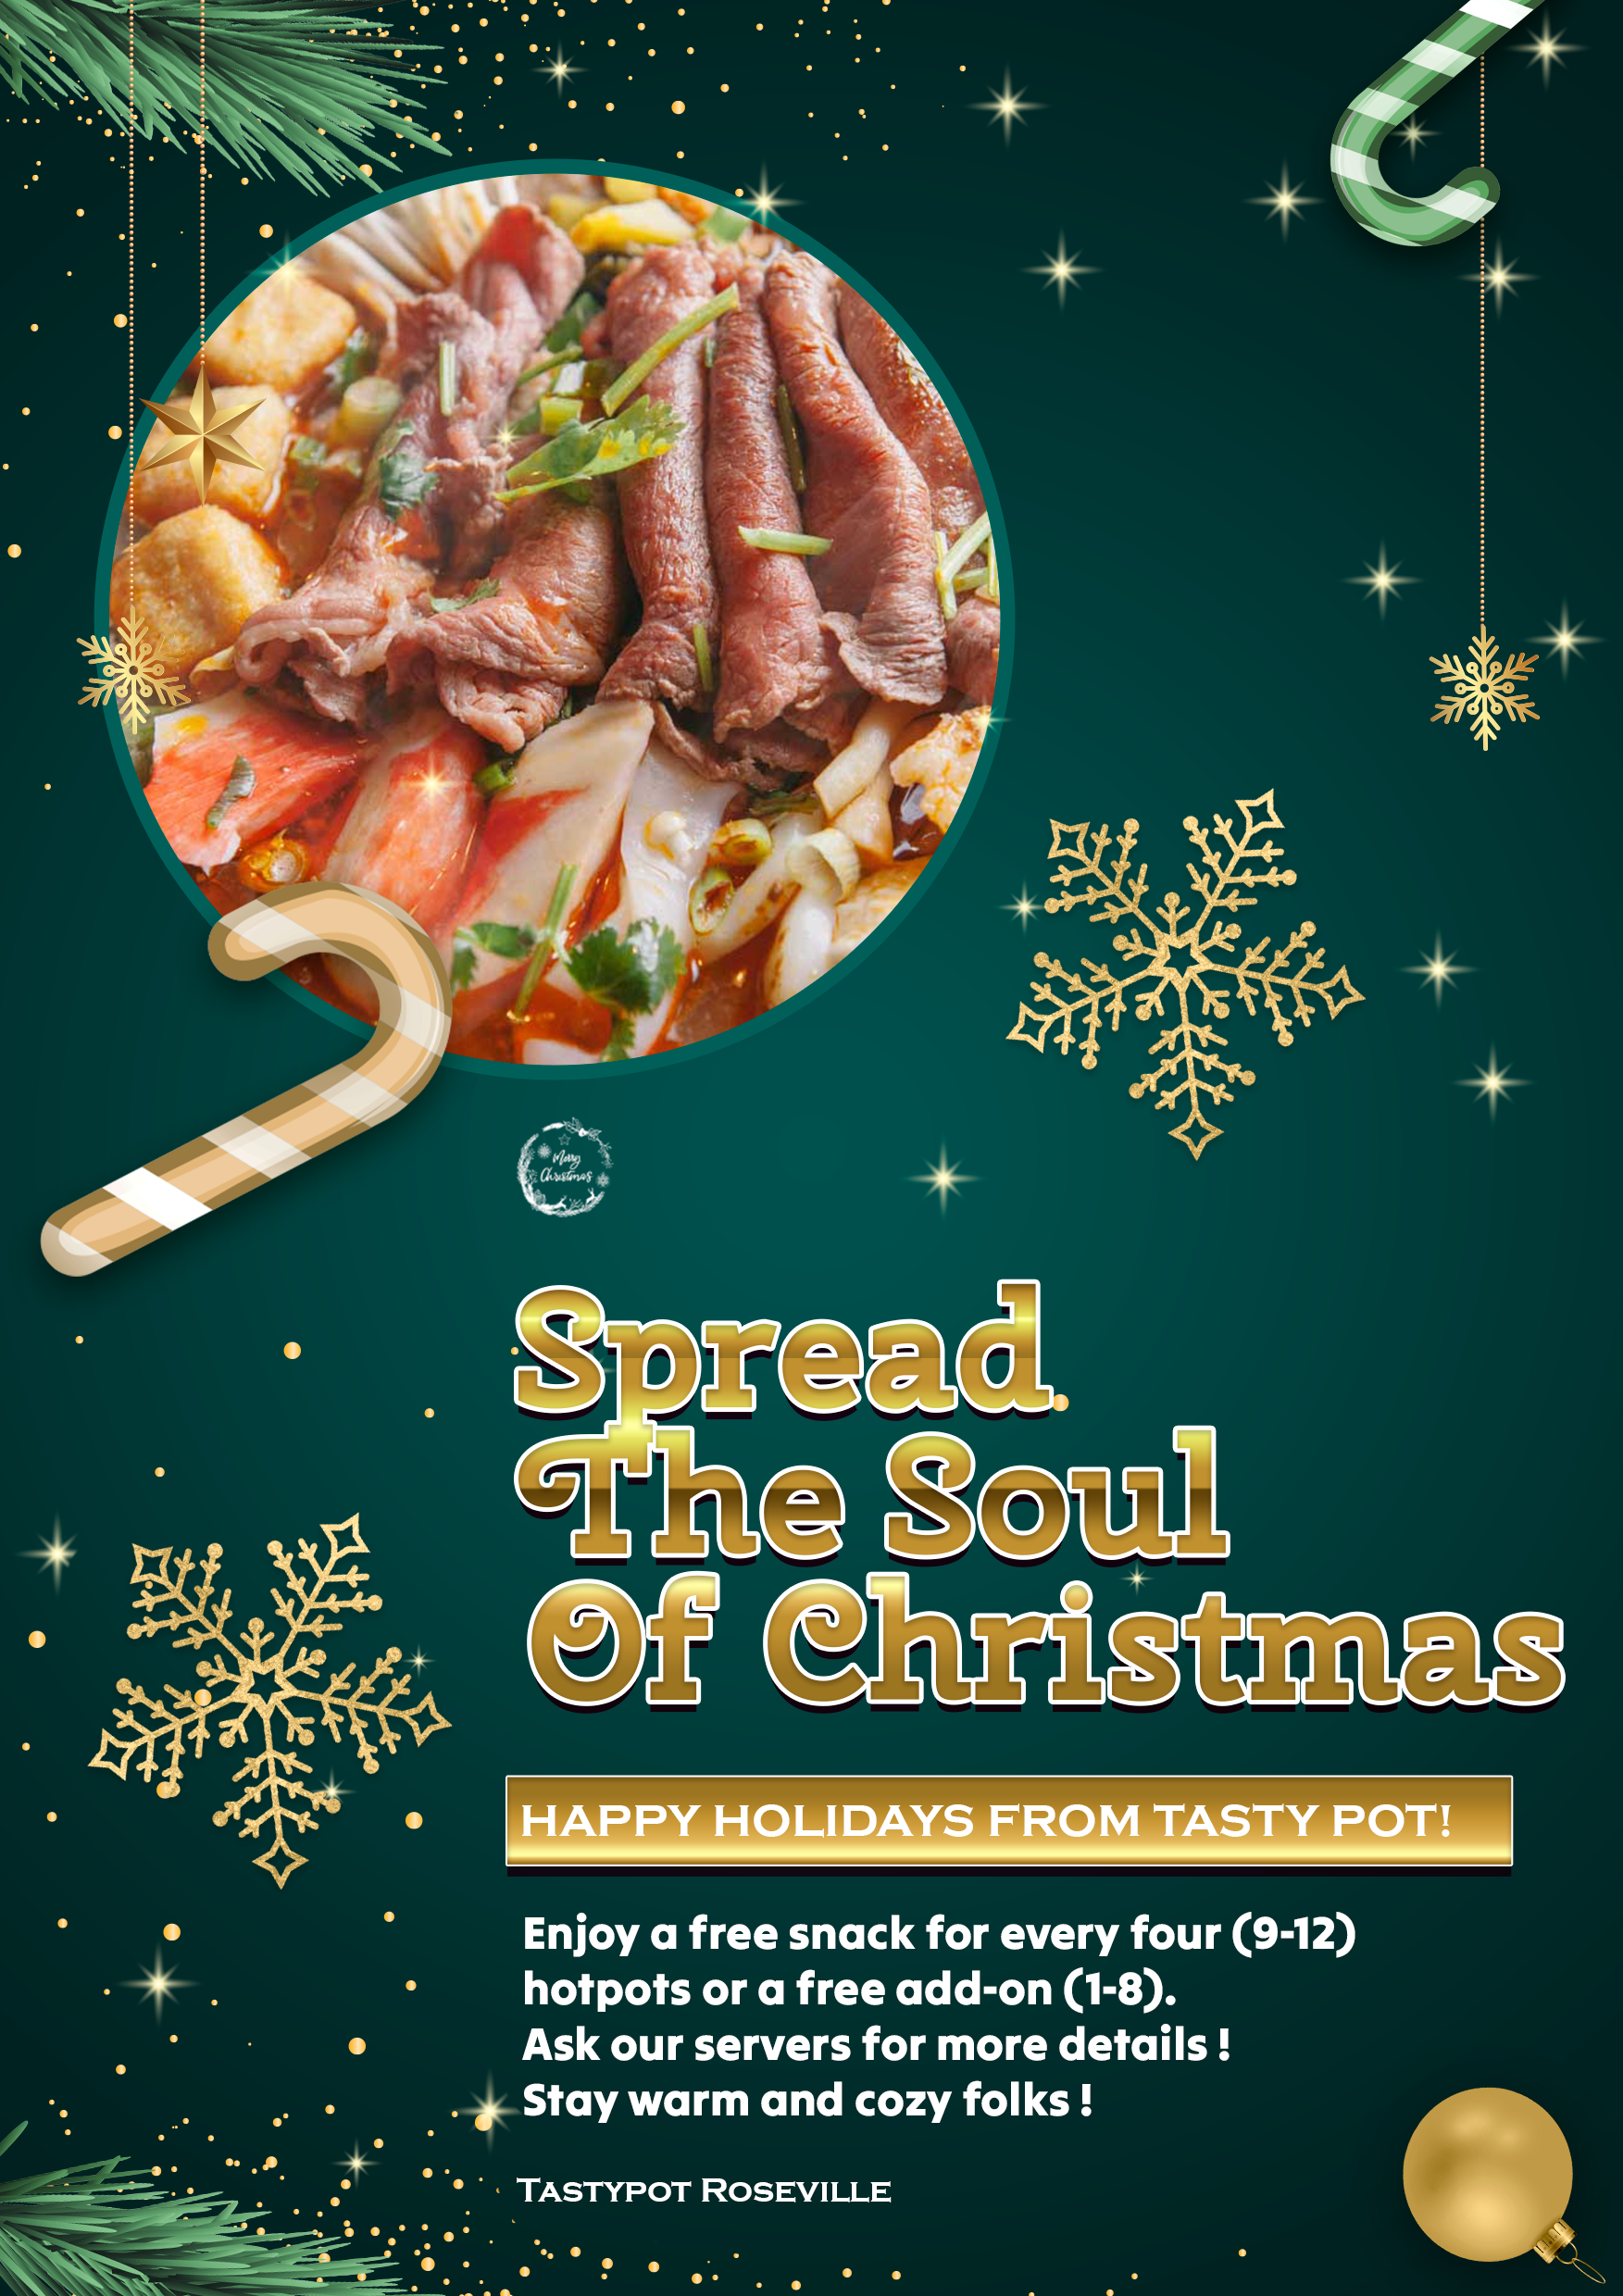 Merry
Christmas
Spread
The Soul
Of Christmas
HAPPY HOLIDAYS FROM TASTY POT!
Enjoy a free snack for every four (9-12)
hotpots or a free add-on (1-8).
Ask our servers for more details !
Stay warm and cozy folks !
TASTYPOT ROSEVILLE